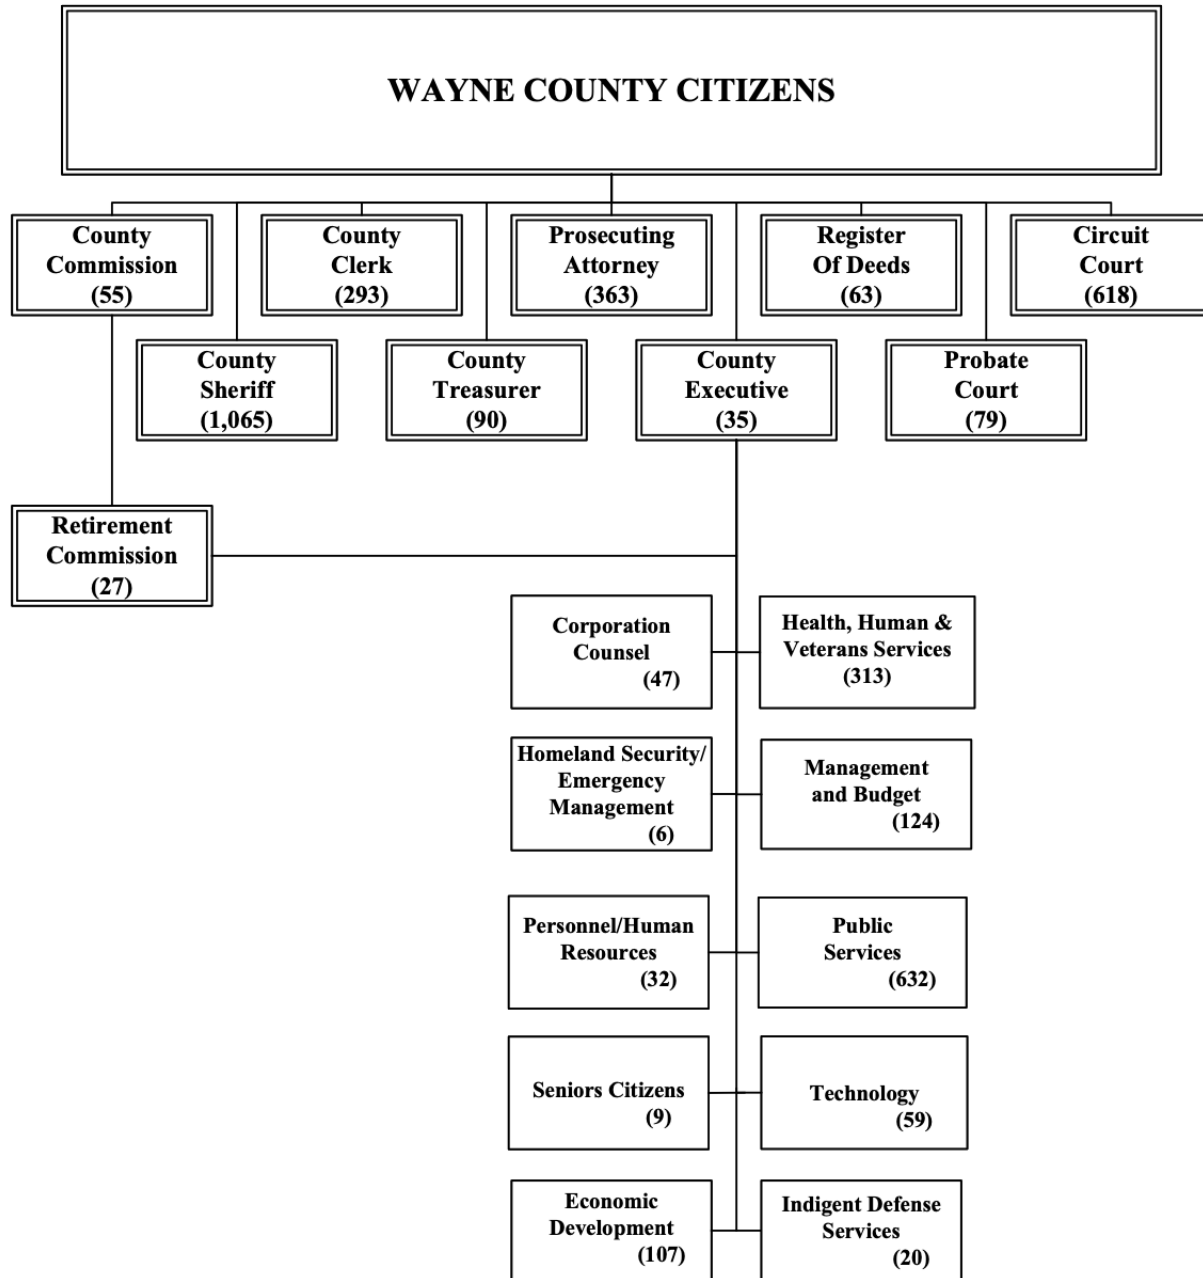 WAYNE COUNTY CITIZENS
County
Commission
(55)
County
Clerk
(293)
Prosecuting
Attorney
(363)
Register
Of Deeds
(63)
Circuit
Court
(618)
County
Sheriff
(1,065)
County
Treasurer
(90)
County
Executive
(35)
Probate
Court
(79)
Retirement
Commission
(27)
Corporation
Counsel
(47)
Health, Human &
Veterans Services
(313)
Homeland Security/
Emergency
Management
(6)
Management
and Budget
(124)
Personnel/Human
Resources
(32)
Public
Services
(632)
Seniors Citizens
(9)
Technology
(59)
Economic
Development
(107)
Indigent Defense
Services
(20)